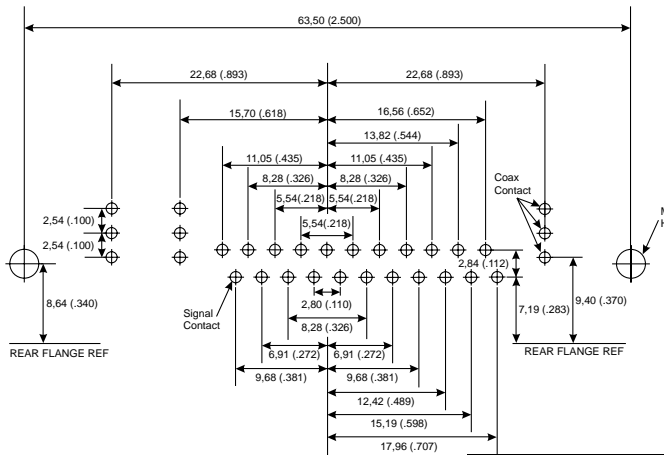 63,50 (2.500)
22,68 (.893) 22,68 (.893)
15,70 (.618) 16,56 (.652)
13,82 (.544)
11,05 (.435) 11,05 (.435)
8,28 (.326) 8,28 (.326)
Coax
Contact
5,54(.218) 5,54(.218)
2,54 (.100)
5,54(.218)
2,54 (.100)
2,84 (.112)
8,64 (.340)
2,80 (.110)
7,19 (.283)
9,40 (.370)
Signal
Contact
8,28 (.326)
REAR FLANGE REF REAR FLANGE REF
6,91 (.272) 6,91 (.272)
9,68 (.381) 9,68 (.381)
12,42 (.489)
15,19 (.598)
17,96 (.707)